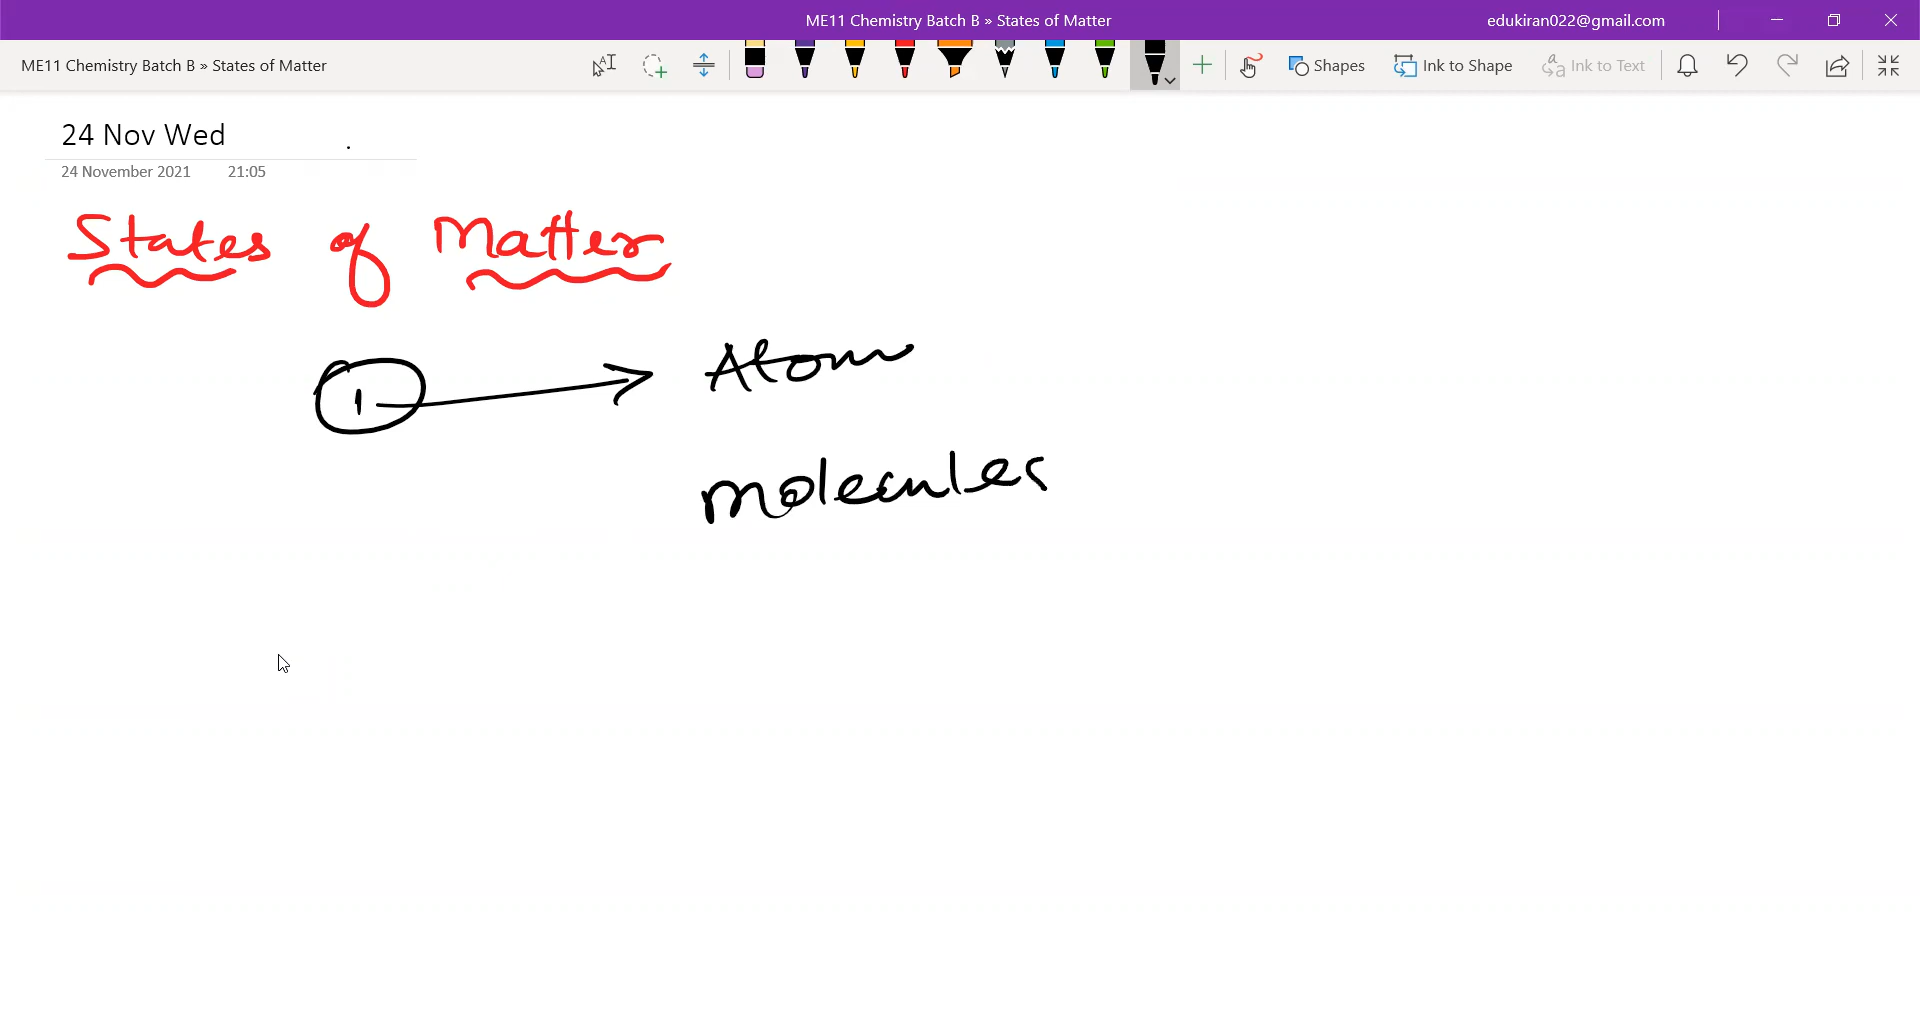 ME11 Chemistry Batch B » States of Matter
edukiran022@gmail.com
ME11 Chemistry Batch B » States of Matter
Shapes
Ink to Shape
Ink to Text
24 Nov Wed
24 November 2021 21:05
States of Matter
1
Atom
molecules